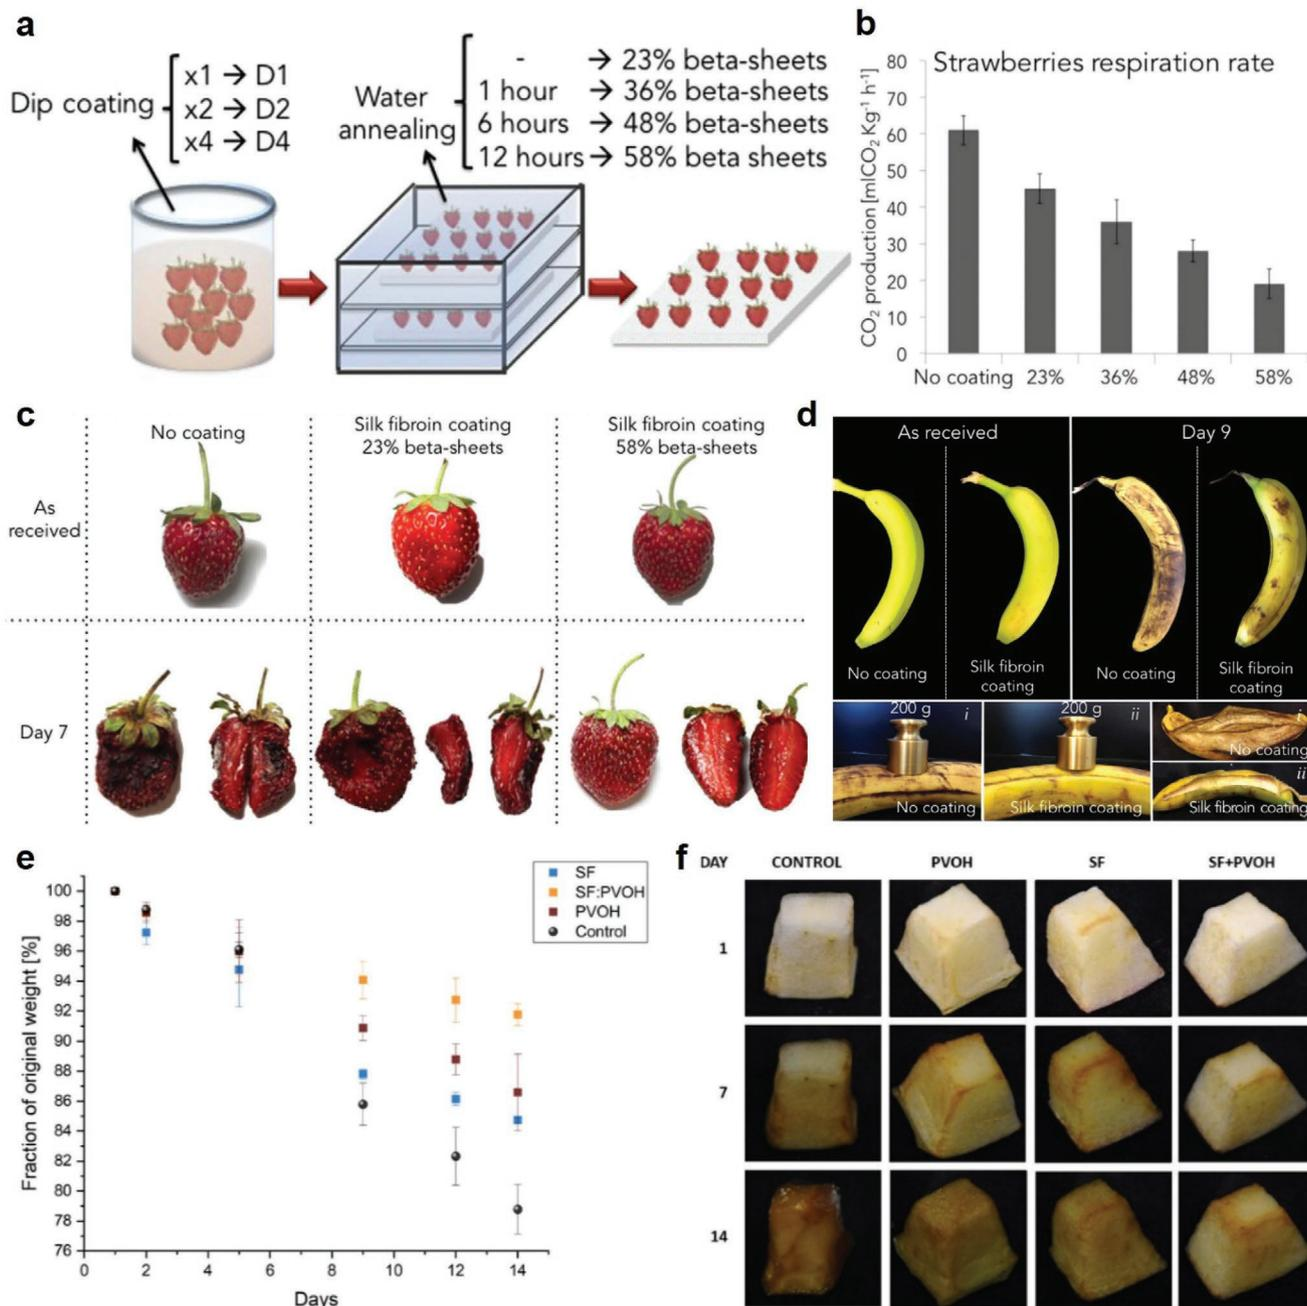 a
Dip coating
x1 → D1
x2 → D2
x4 → D4
Water
annealing
- → 23% beta-sheets
1 hour → 36% beta-sheets
6 hours → 48% beta-sheets
12 hours → 58% beta sheets
b
Strawberries respiration rate
CO₂ production [mlCO₂ Kg⁻¹ h⁻¹]
80
70
60
50
40
30
20
10
0
No coating 23% 36% 48% 58%
c
No coating
Silk fibroin coating
23% beta-sheets
Silk fibroin coating
58% beta-sheets
As
received
Day 7
d
As received
Day 9
No coating
Silk fibroin
coating
No coating
Silk fibroin
coating
200 g
i
No coating
200 g
ii
Silk fibroin coating
i
No coating
ii
Silk fibroin coating
e
SF
SF:PVOH
PVOH
Control
Fraction of original weight [%]
100
98
96
94
92
90
88
86
84
82
80
78
76
0 2 4 6 8 10 12 14
Days
f
DAY CONTROL PVOH SF SF+PVOH
1
7
14